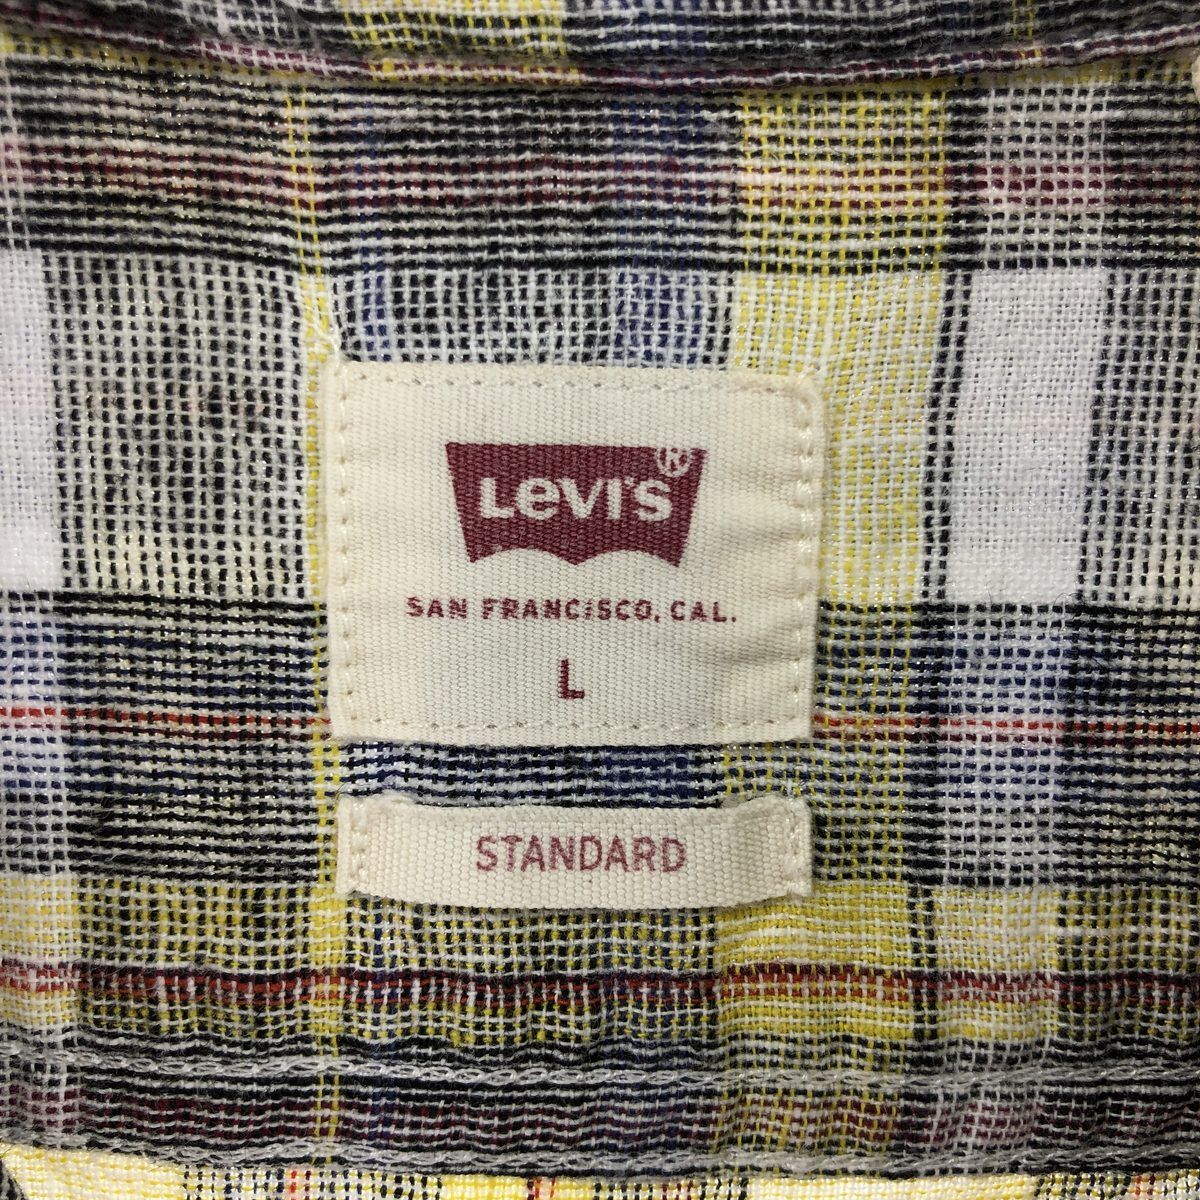 LEVI'S®
SAN FRANCISCO, CAL.
L
STANDARD